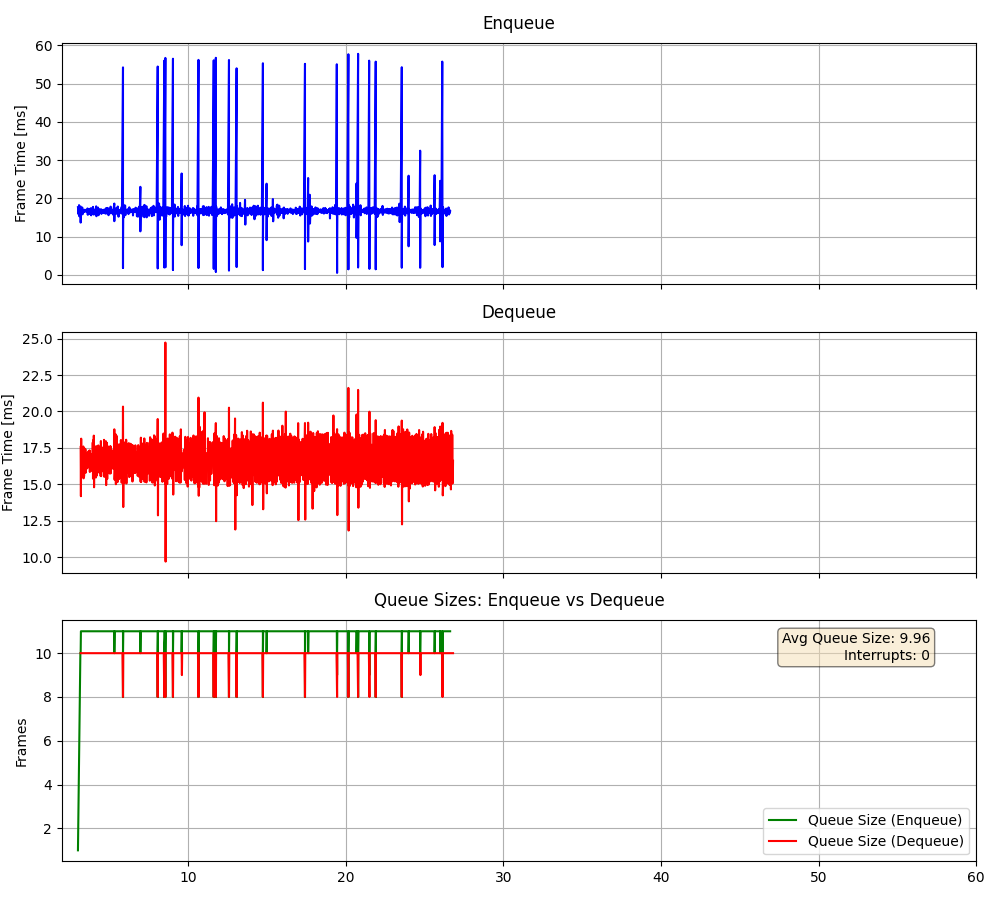 Enqueue
Frame Time [ms]
60
50
40
30
20
10
0
Dequeue
Frame Time [ms]
25.0
22.5
20.0
17.5
15.0
12.5
10.0
Queue Sizes: Enqueue vs Dequeue
Frames
10
8
6
4
2
Avg Queue Size: 9.96
Interrupts: 0
Queue Size (Enqueue)
Queue Size (Dequeue)
10 20 30 40 50 60